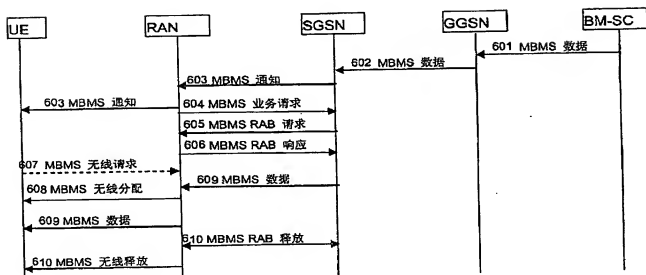 UE RAN SGSN GGSN BM-SC
601 MBMS 数据
602 MBMS 数据
603 MBMS 通知
603 MBMS 通知
604 MBMS 业务请求
605 MBMS RAB 请求
606 MBMS RAB 响应
607 MBMS 无线请求
608 MBMS 无线分配
609 MBMS 数据
609 MBMS 数据
610 MBMS RAB 释放
610 MBMS 无线释放